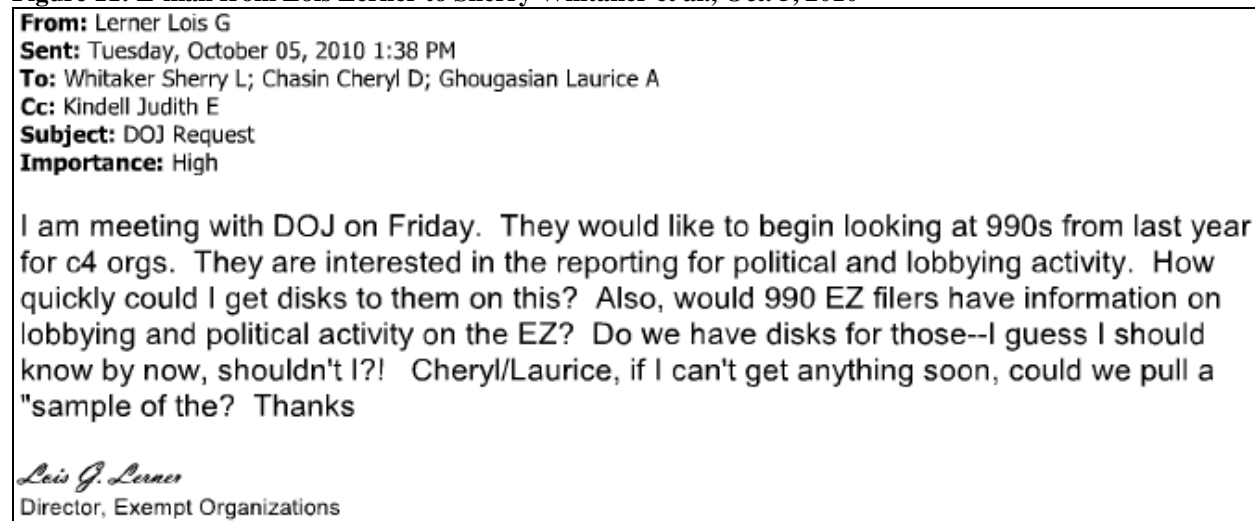 From: Lerner Lois G
Sent: Tuesday, October 05, 2010 1:38 PM
To: Whitaker Sherry L; Chasin Cheryl D; Ghougasian Laurice A
Cc: Kindell Judith E
Subject: DOJ Request
Importance: High
I am meeting with DOJ on Friday.  They would like to begin looking at 990s from last year
for c4 orgs.  They are interested in the reporting for political and lobbying activity.  How
quickly could I get disks to them on this?  Also, would 990 EZ filers have information on
lobbying and political activity on the EZ?  Do we have disks for those--I guess I should
know by now, shouldn't I?!   Cheryl/Laurice, if I can't get anything soon, could we pull a
"sample of the?  Thanks
Lois G. Lerner
Director, Exempt Organizations